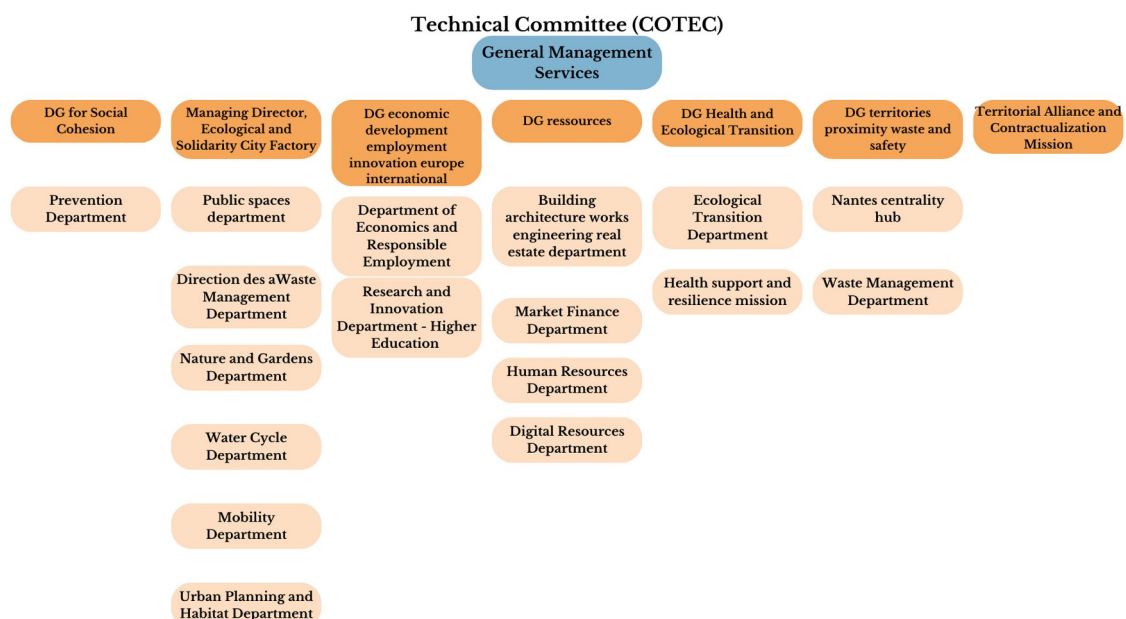 Technical Committee (COTEC)
General Management
Services
DG for Social
Cohesion
Managing Director,
Ecological and
Solidarity City Factory
DG economic
development
employment
innovation europe
international
DG ressources
DG Health and
Ecological Transition
DG territories
proximity waste and
safety
Territorial Alliance and
Contractualization
Mission
Prevention
Department
Public spaces
department
Direction des aWaste
Management
Department
Nature and Gardens
Department
Water Cycle
Department
Mobility
Department
Urban Planning and
Habitat Department
Department of
Economics and
Responsible
Employment
Research and
Innovation
Department - Higher
Education
Building
architecture works
engineering real
estate department
Market Finance
Department
Human Resources
Department
Digital Resources
Department
Ecological
Transition
Department
Health support and
resilience mission
Nantes centrality
hub
Waste Management
Department